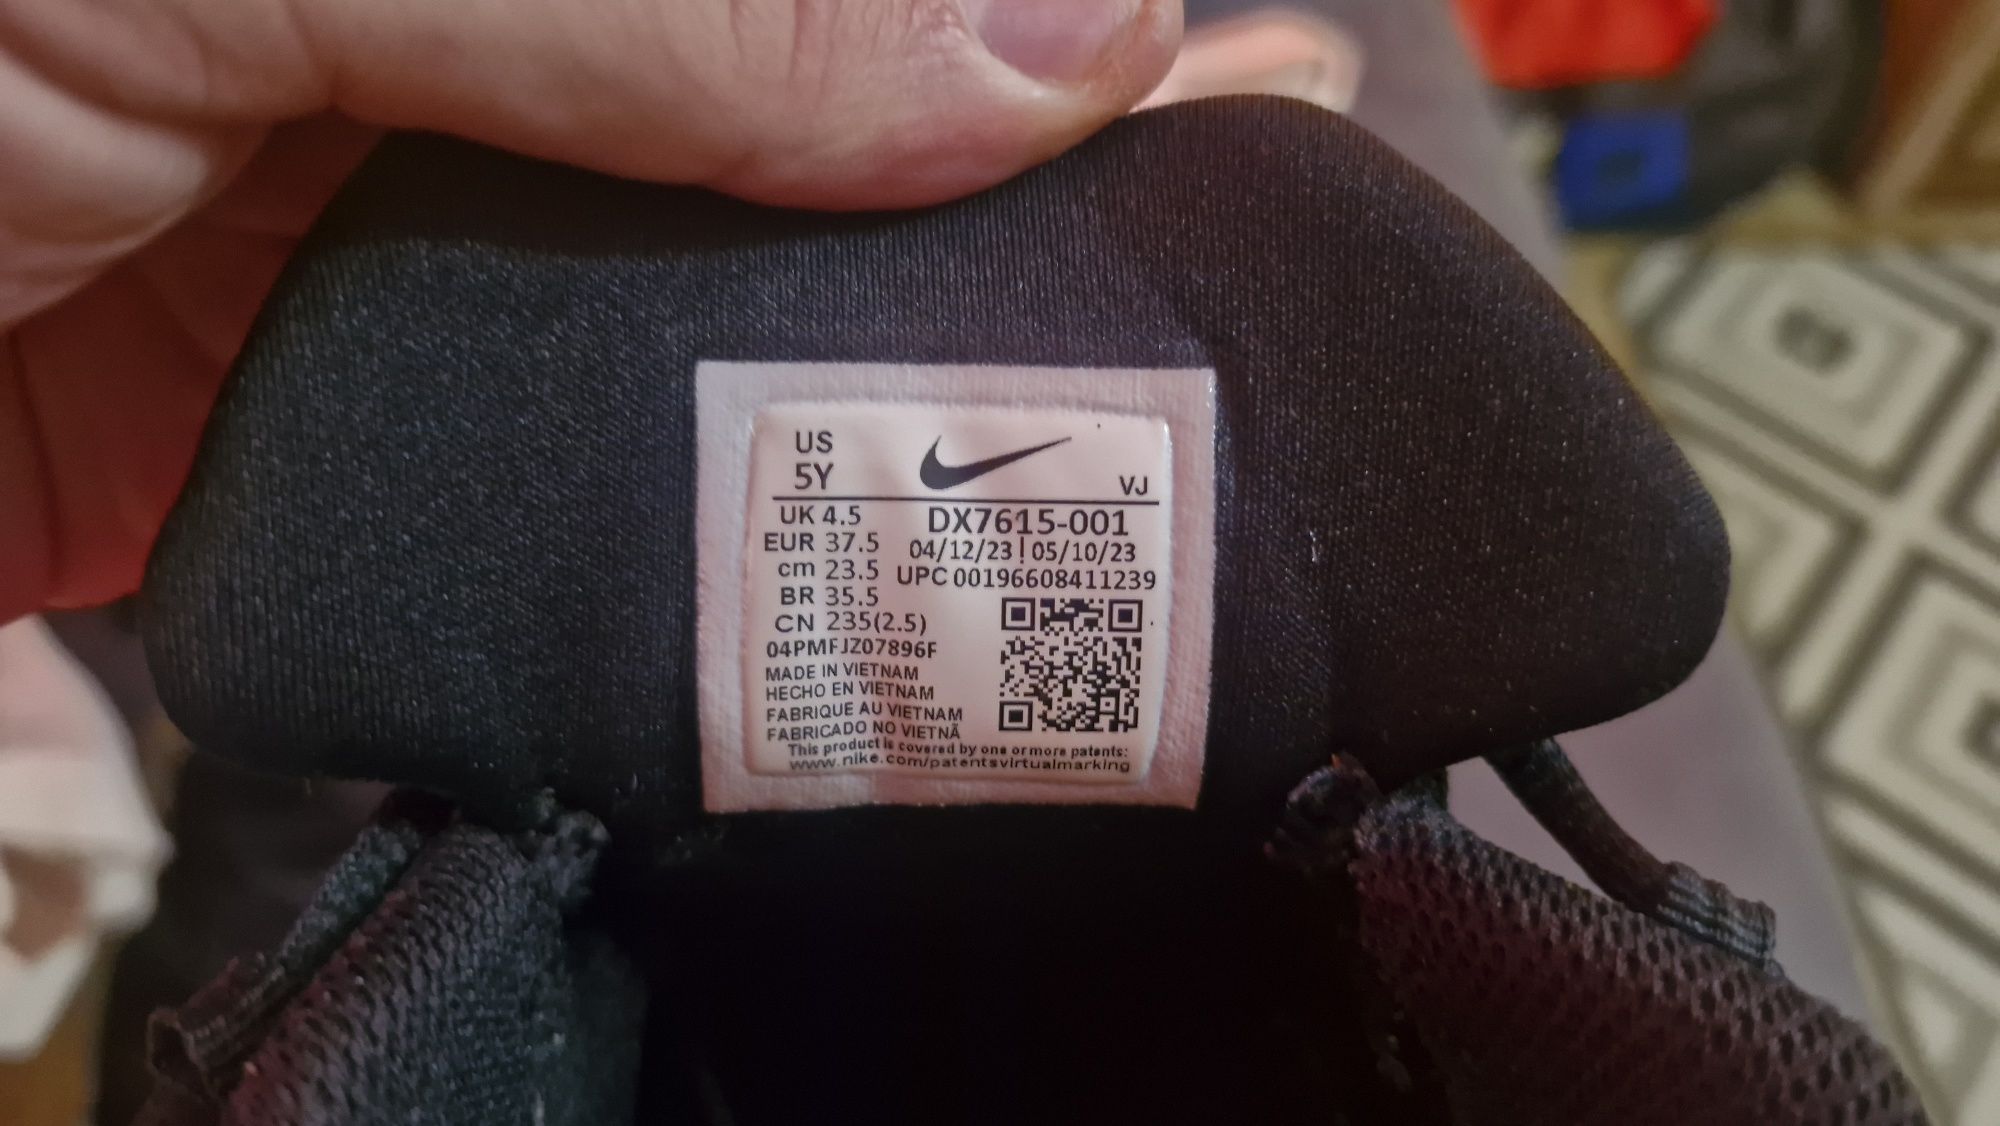 US
5Y
VJ
UK 4.5
DX7615-001
EUR 37.5
04/12/23 | 05/10/23
cm 23.5
UPC 00196608411239
BR 35.5
CN 235(2.5)
04PMFJZ07896F
MADE IN VIETNAM
HECHO EN VIETNAM
FABRIQUE AU VIETNAM
FABRICADO NO VIETNÃ
This product is covered by one or more patents:
www.nike.com/patentsvirtualmarking